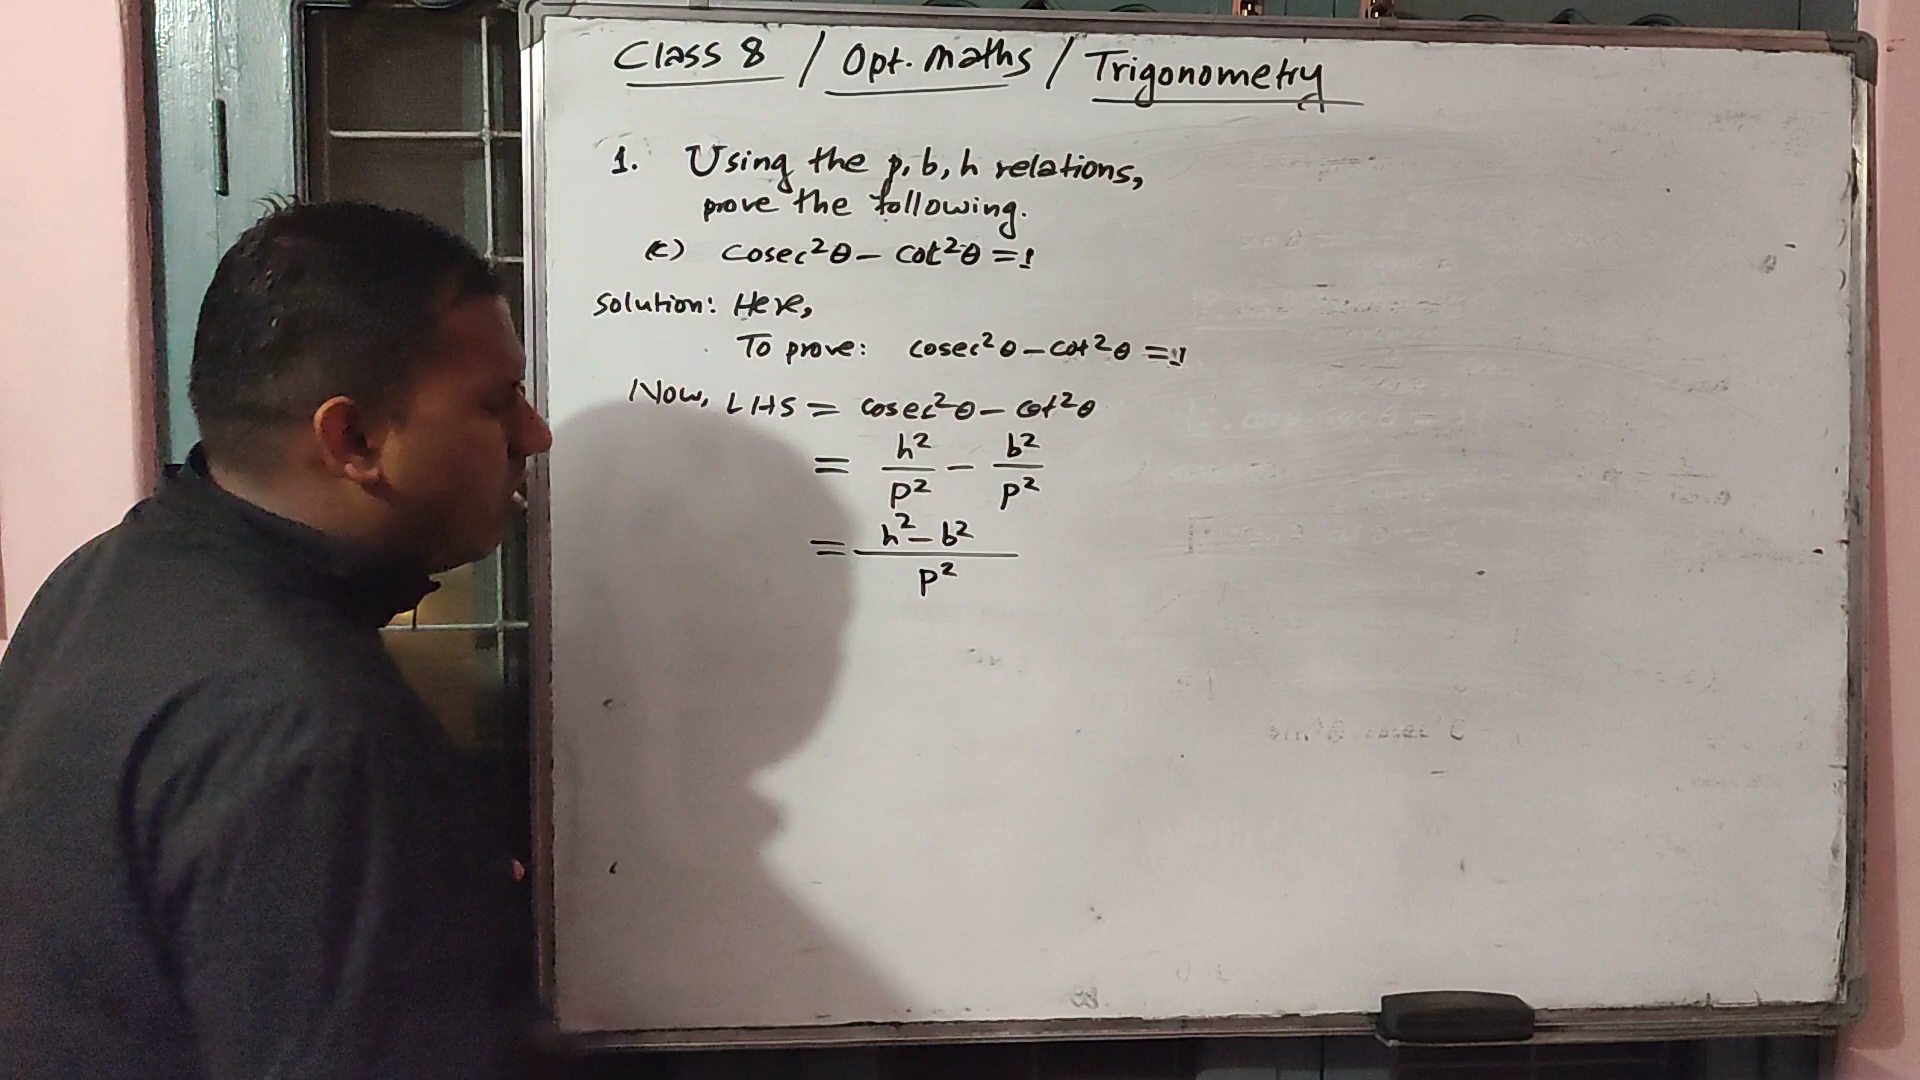 Class 8 / Opt. maths / Trigonometry
1. Using the p, b, h relations,
prove the following.
(c) cosec²θ – cot²θ = 1
Solution: Here,
To prove: cosec²θ – cot²θ = 1
Now, LHS = cosec²θ – cot²θ
= h²/p² – b²/p²
= h² – b²/p²